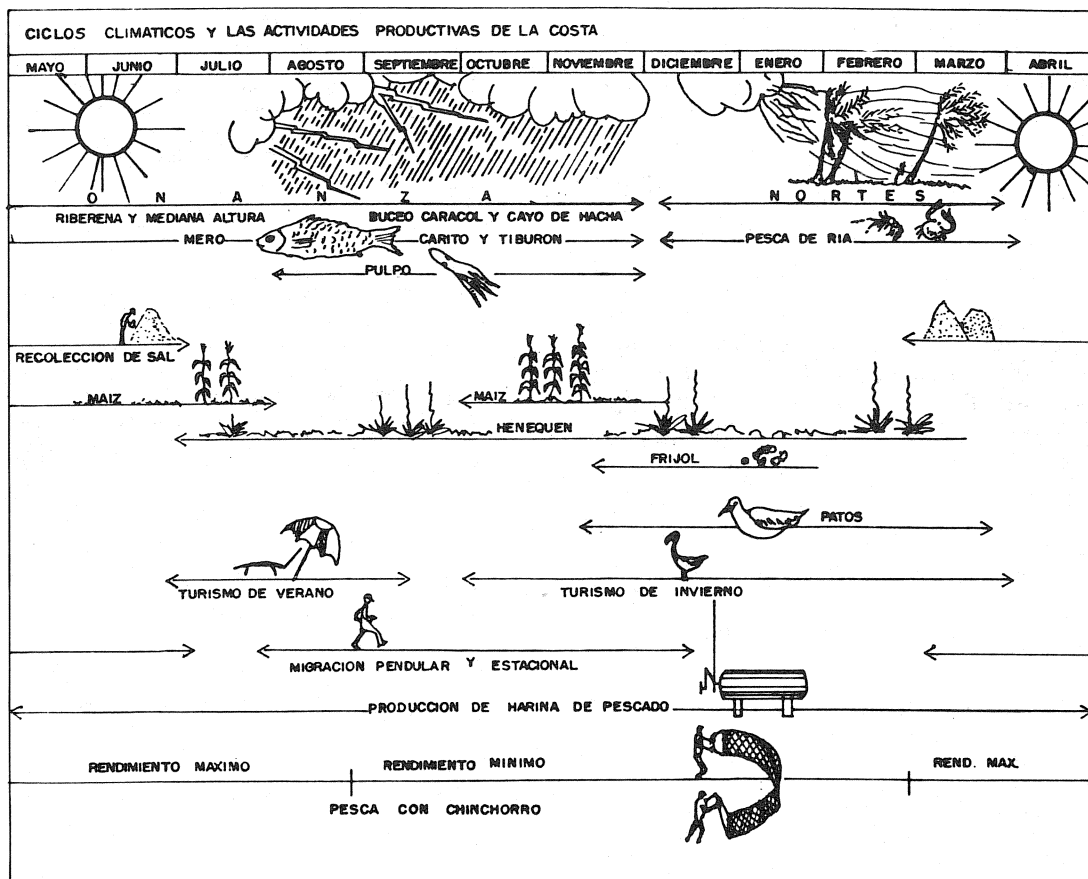 CICLOS CLIMATICOS Y LAS ACTIVIDADES PRODUCTIVAS DE LA COSTA
MAYO JUNIO JULIO AGOSTO SEPTIEMBRE OCTUBRE NOVIEMBRE DICIEMBRE ENERO FEBRERO MARZO ABRIL
O N A N Z A
N O R T E S
RIBERENA Y MEDIANA ALTURA BUCEO CARACOL Y CAYO DE HACHA
MERO CARITO Y TIBURON PESCA DE RIA
PULPO
RECOLECCION DE SAL
MAIZ MAIZ
HENEQUEN
FRIJOL
PATOS
TURISMO DE VERANO TURISMO DE INVIERNO
MIGRACION PENDULAR Y ESTACIONAL
PRODUCCION DE HARINA DE PESCADO
RENDIMIENTO MAXIMO RENDIMIENTO MINIMO REND. MAX.
PESCA CON CHINCHORRO